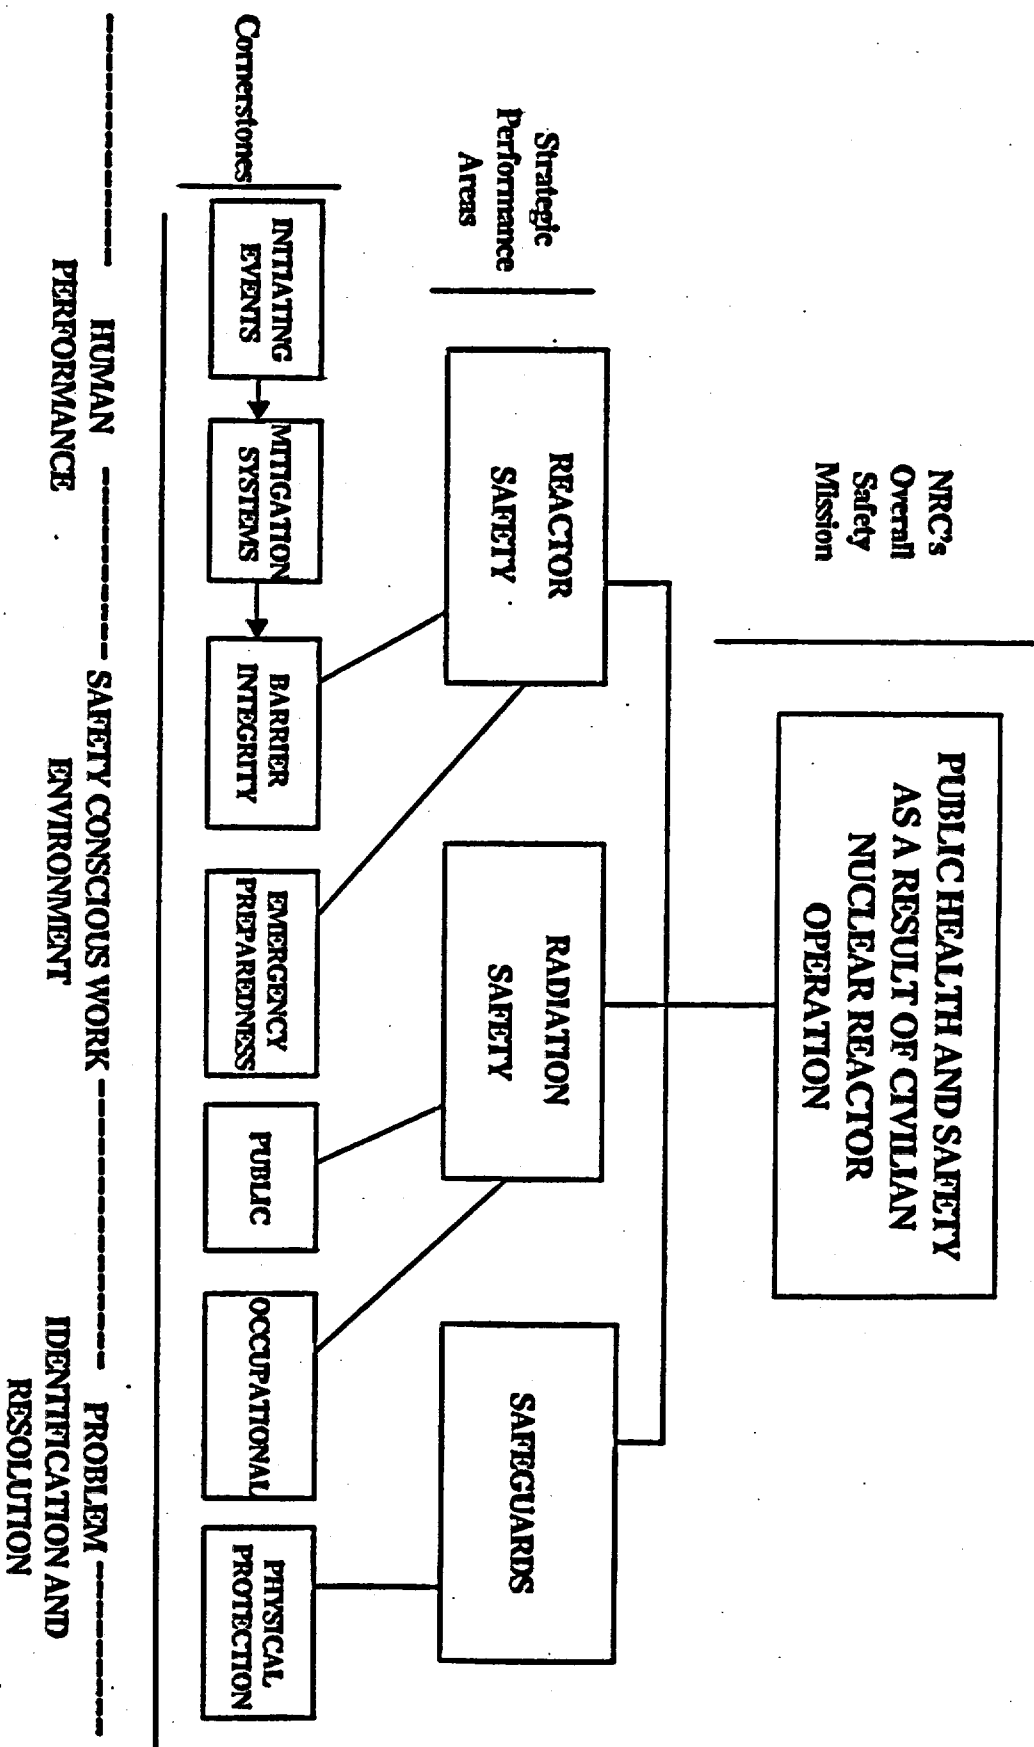 NRC's
Overall
Safety
Mission
PUBLIC HEALTH AND SAFETY
AS A RESULT OF CIVILIAN
NUCLEAR REACTOR
OPERATION
Strategic
Performance
Areas
REACTOR
SAFETY
RADIATION
SAFETY
SAFEGUARDS
Cornerstones
INITIATING
EVENTS
MITIGATION
SYSTEMS
BARRIER
INTEGRITY
EMERGENCY
PREPAREDNESS
PUBLIC
OCCUPATIONAL
PHYSICAL
PROTECTION
HUMAN
PERFORMANCE
SAFETY CONSCIOUS WORK
ENVIRONMENT
PROBLEM
IDENTIFICATION AND
RESOLUTION